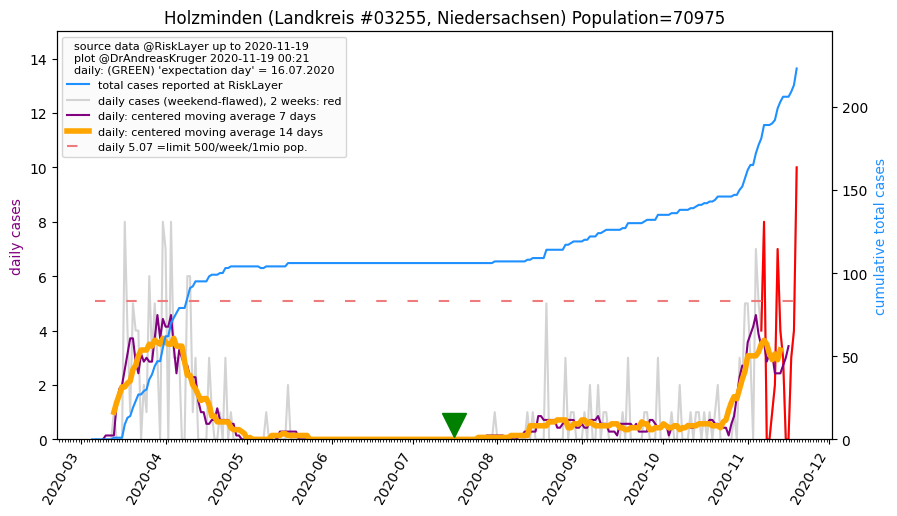 Holzminden (Landkreis #03255, Niedersachsen) Population=70975
source data @RiskLayer up to 2020-11-19
plot @DrAndreasKruger 2020-11-19 00:21
daily: (GREEN) 'expectation day' = 16.07.2020
total cases reported at RiskLayer
daily cases (weekend-flawed), 2 weeks: red
daily: centered moving average 7 days
daily: centered moving average 14 days
daily 5.07 =limit 500/week/1mio pop.
daily cases
14
12
10
8
6
4
2
0
cumulative total cases
200
150
100
50
0
2020-03
2020-04
2020-05
2020-06
2020-07
2020-08
2020-09
2020-10
2020-11
2020-12